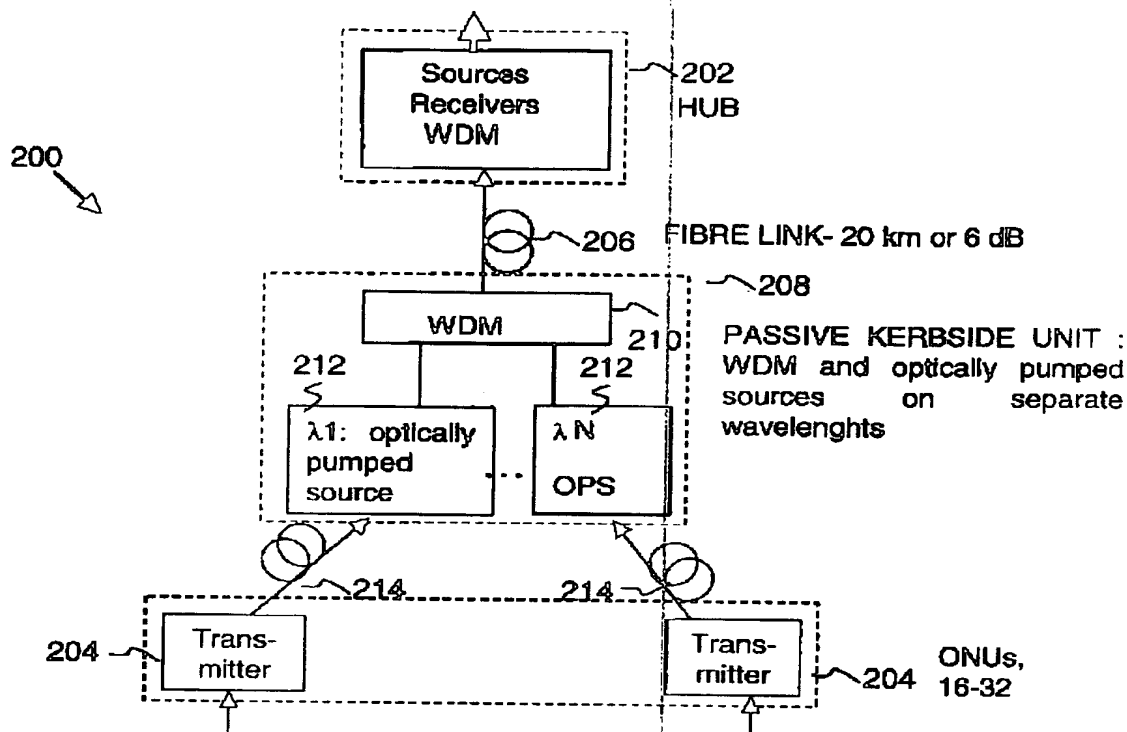 Sources
Receivers
WDM
202
HUB
200
206
FIBRE LINK- 20 km or 6 dB
208
WDM
210
PASSIVE KERBSIDE UNIT :
WDM and optically pumped
sources on separate
wavelenghts
212
212
λ1: optically
pumped
source
λN
OPS
214
214
204
Trans-
mitter
Trans-
mitter
204
ONUs,
16-32